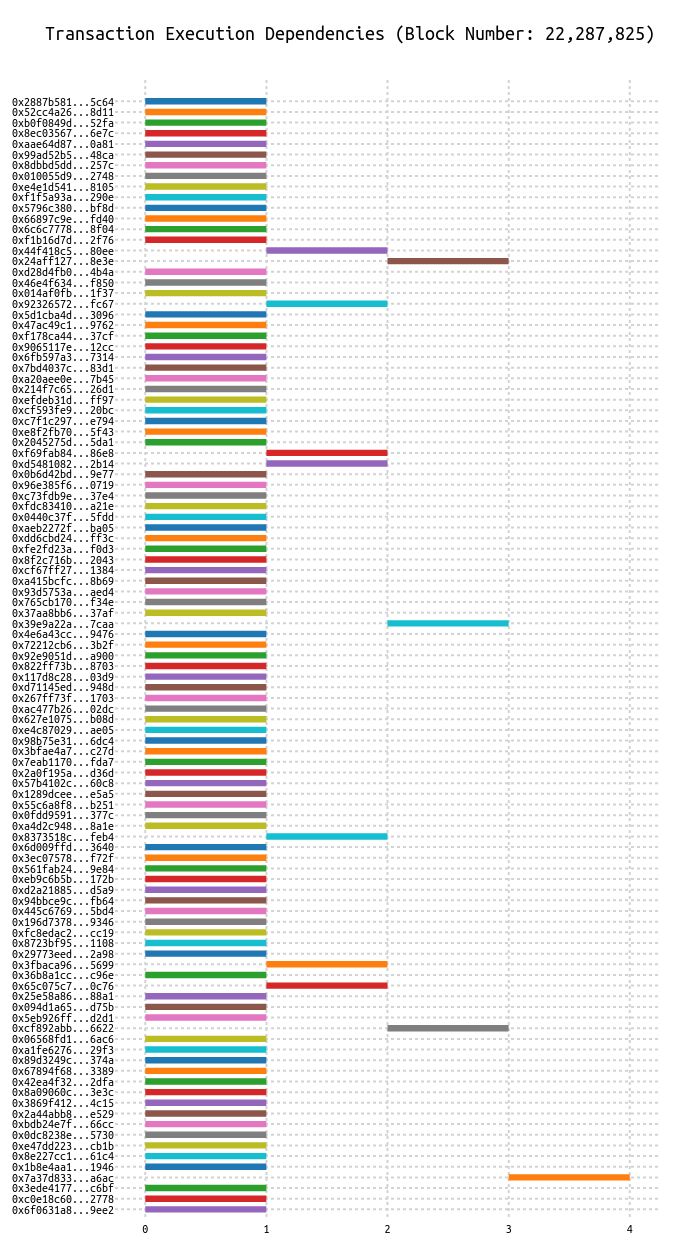 Transaction Execution Dependencies (Block Number: 22,287,825)
0x2887b581...5c64
0x52cc4a26...8d11
0xb0f0849d...52fa
0x8ec03567...6e7c
0xaae64d87...0a81
0x99ad52b5...48ca
0x8dbbd5dd...257c
0x010055d9...2748
0xe4e1d541...8105
0xf1f5a93a...290e
0x5796c380...bf8d
0x66897c9e...fd40
0x6c6c7778...8f04
0xf1b16d7d...2f76
0x44f418c5...80ee
0x24aff127...8e3e
0xd28d4fb0...4b4a
0x46e4f634...f850
0x014af0fb...1f37
0x92326572...fc67
0x5d1cba4d...3096
0x47ac49c1...9762
0xf178ca44...37cf
0x9065117e...12cc
0x6fb597a3...7314
0x7bd4037c...83d1
0xa20aee0e...7b45
0x214f7c65...26d1
0xefdeb31d...ff97
0xcf593fe9...20bc
0xc7f1c297...e794
0xe8f2fb70...5f43
0x2045275d...5da1
0xf69fab84...86e8
0xd5481082...2b14
0x0b6d42bd...9e77
0x96e385f6...0719
0xc73fdb9e...37e4
0xfdc83410...a21e
0x0440c37f...5fdd
0xaeb2272f...ba05
0xdd6cbd24...ff3c
0xfe2fd23a...f0d3
0x8f2c716b...2043
0xcf67ff27...1384
0xa415bcfc...8b69
0x93d5753a...aed4
0x765cb170...f34e
0x37aa8bb6...37af
0x39e9a22a...7caa
0x4e6a43cc...9476
0x72212cb6...3b2f
0x92e9051d...a900
0x822ff73b...8703
0x117d8c28...03d9
0xd71145ed...948d
0x267ff73f...1703
0xac477b26...02dc
0x627e1075...b08d
0xe4c87029...ae05
0x98b75e31...6dc4
0x3bfae4a7...c27d
0x7eab1170...fda7
0x2a0f195a...d36d
0x57b4102c...60c8
0x1289dcee...e5a5
0x55c6a8f8...b251
0x0fdd9591...377c
0xa4d2c948...8a1e
0x8373518c...feb4
0x6d009ffd...3640
0x3ec07578...f72f
0x561fab24...9e84
0xeb9c6b5b...172b
0xd2a21885...d5a9
0x94bbce9c...fb64
0x445c6769...5bd4
0x196d7378...9346
0xfc8edac2...cc19
0x8723bf95...1108
0x29773eed...2a98
0x3fbaca96...5699
0x36b8a1cc...c96e
0x65c075c7...0c76
0x25e58a86...88a1
0x094d1a65...d75b
0x5eb926ff...d2d1
0xcf892abb...6622
0x06568fd1...6ac6
0xa1fe6276...29f3
0x89d3249c...374a
0x67894f68...3389
0x42ea4f32...2dfa
0x8a09060c...3e3c
0x3869f412...4c15
0x2a44abb8...e529
0xbdb24e7f...66cc
0x0dc8238e...5730
0xe47dd223...cb1b
0x8e227cc1...61c4
0x1b8e4aa1...1946
0x7a37d833...a6ac
0x3ede4177...c6bf
0xc0e18c60...2778
0x6f0631a8...9ee2
0 1 2 3 4